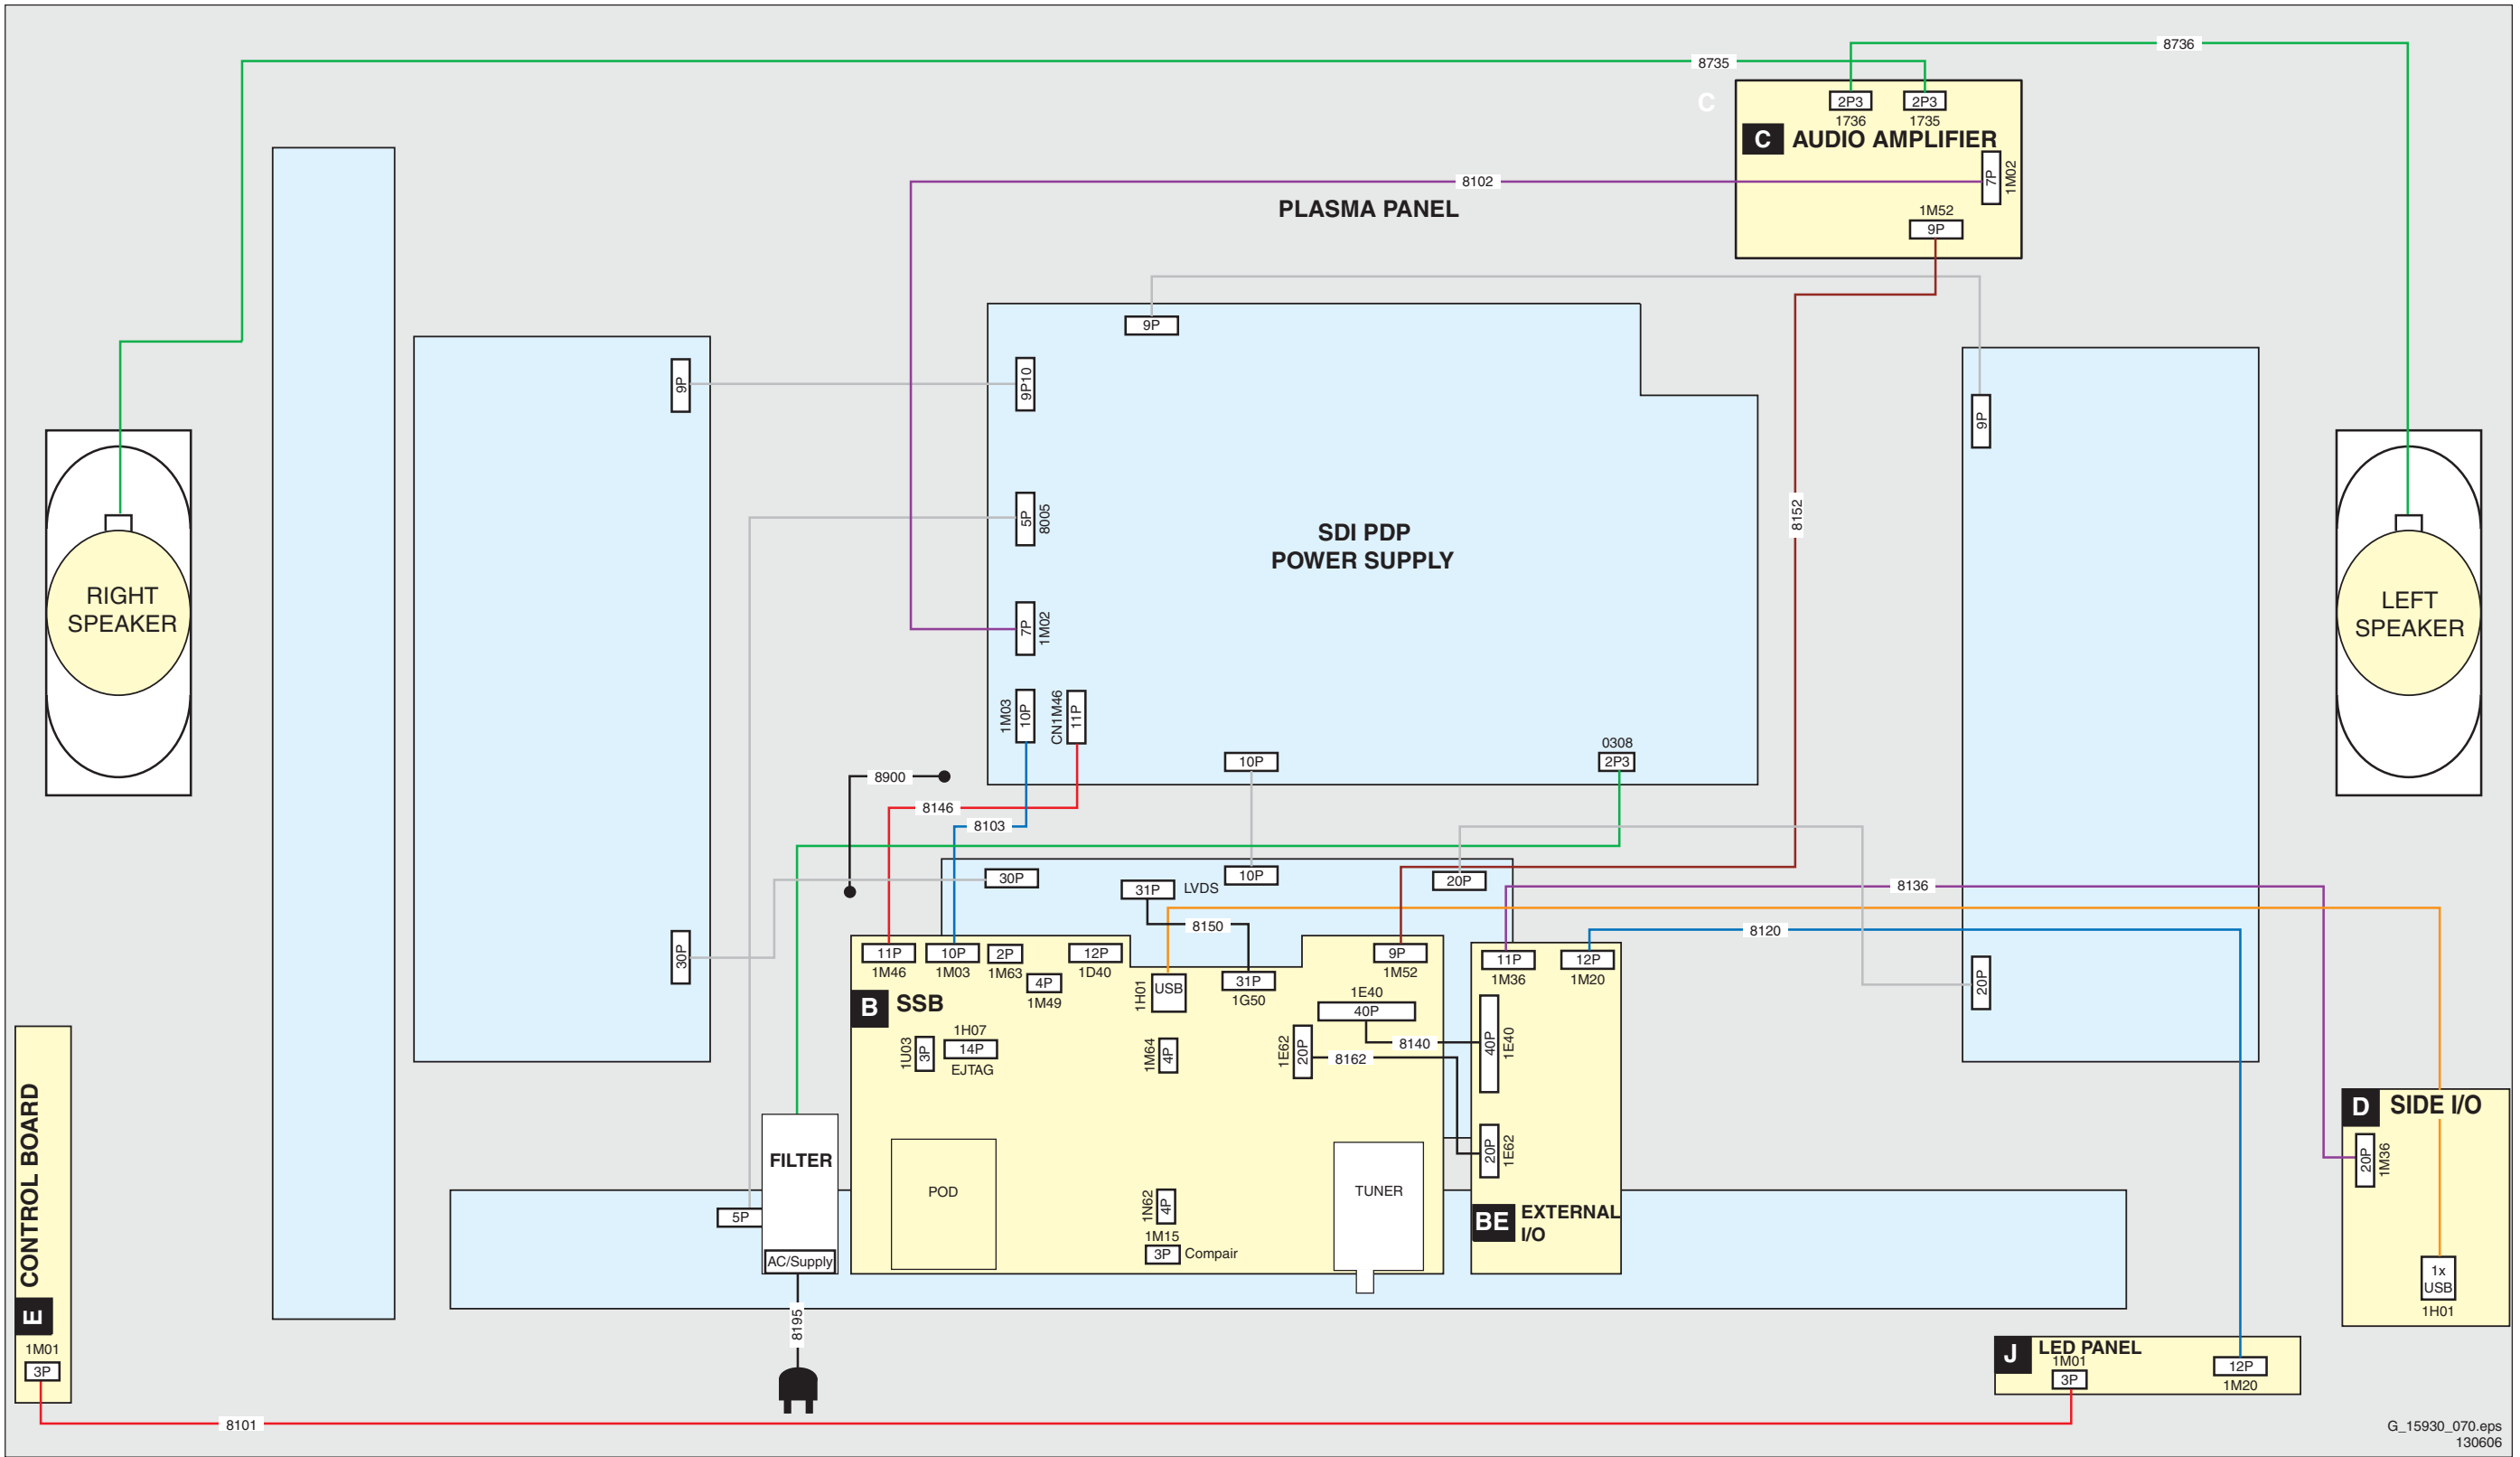 8736
8735
C
2P3
2P3
1736
1735
C
AUDIO AMPLIFIER
7P
1M02
8102
PLASMA PANEL
1M52
9P
9P
9P
9P10
9P
5P
8005
8152
SDI PDP
POWER SUPPLY
RIGHT
SPEAKER
LEFT
SPEAKER
7P
1M02
1M03
10P
CN1M46
11P
0308
10P
2P3
8900
8146
8103
30P
31P
LVDS
10P
20P
8136
8150
8120
30P
11P
1M46
10P
1M03
2P
1M63
12P
1D40
4P
1M49
1H01
USB
31P
1G50
9P
1M52
11P
1M36
12P
1M20
20P
B
SSB
1E40
40P
1U03
3P
1H07
14P
EJTAG
1M64
4P
1E62
20P
8140
8162
40P
1E40
20P
1E62
POD
TUNER
1N62
4P
1M15
3P
Compair
BE
EXTERNAL
I/O
FILTER
5P
AC/Supply
8195
D
SIDE I/O
20P
1M36
1x
USB
1H01
CONTROL BOARD
E
1M01
3P
8101
J
LED PANEL
1M01
3P
12P
1M20
G_15930_070.eps
130606